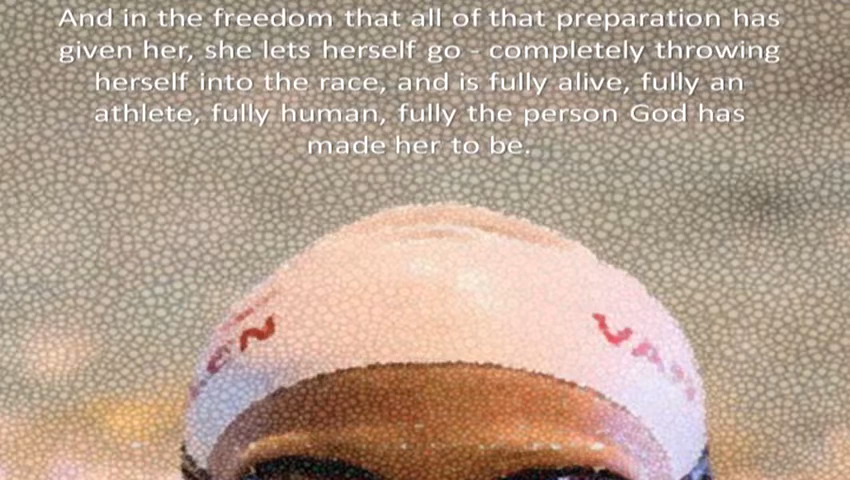 And in the freedom that all of that preparation has
given her, she lets herself go - completely throwing
herself into the race, and is fully alive, fully an
athlete, fully human, fully the person God has
made her to be.